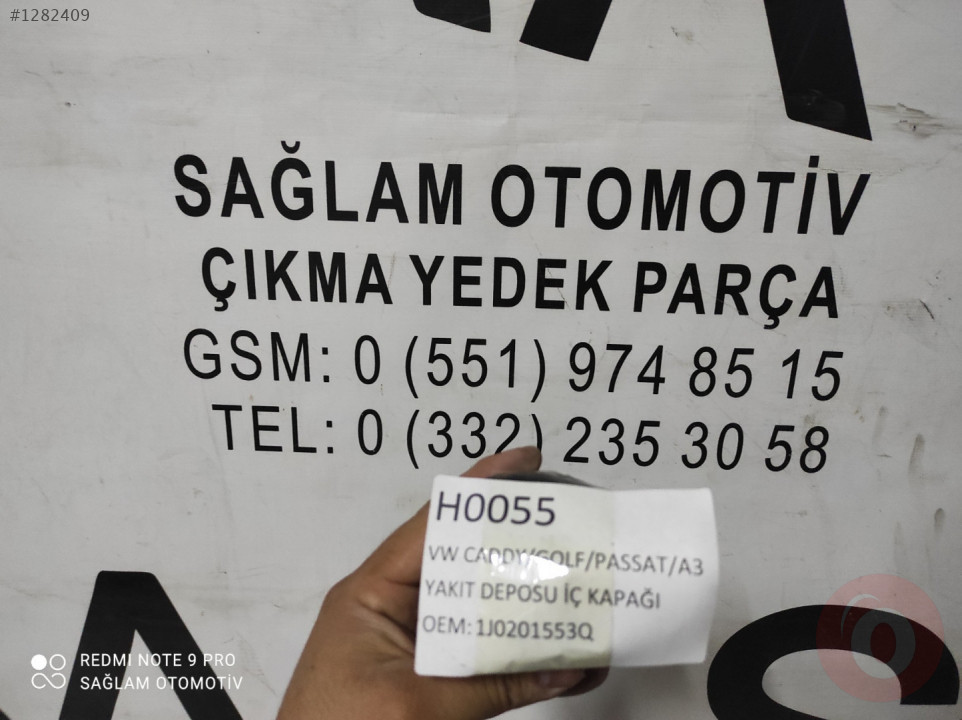 #1282409
SAĞLAM OTOMOTİV
ÇIKMA YEDEK PARÇA
GSM: 0 (551) 974 85 15
TEL: 0 (332) 235 30 58
H0055
VW CADDY/GOLF/PASSAT/A3
YAKIT DEPOSU İÇ KAPAĞI
OEM: 1J0201553Q
REDMI NOTE 9 PRO
SAĞLAM OTOMOTİV